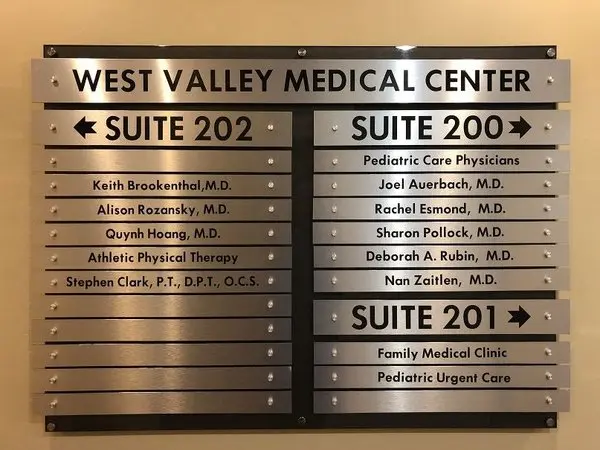 WEST VALLEY MEDICAL CENTER
SUITE 202
Keith Brookenthal,M.D.
Alison Rozansky, M.D.
Quynh Hoang, M.D.
Athletic Physical Therapy
Stephen Clark, P.T., D.P.T., O.C.S.
SUITE 200
Pediatric Care Physicians
Joel Auerbach, M.D.
Rachel Esmond, M.D.
Sharon Pollock, M.D.
Deborah A. Rubin, M.D.
Nan Zaitlen, M.D.
SUITE 201
Family Medical Clinic
Pediatric Urgent Care